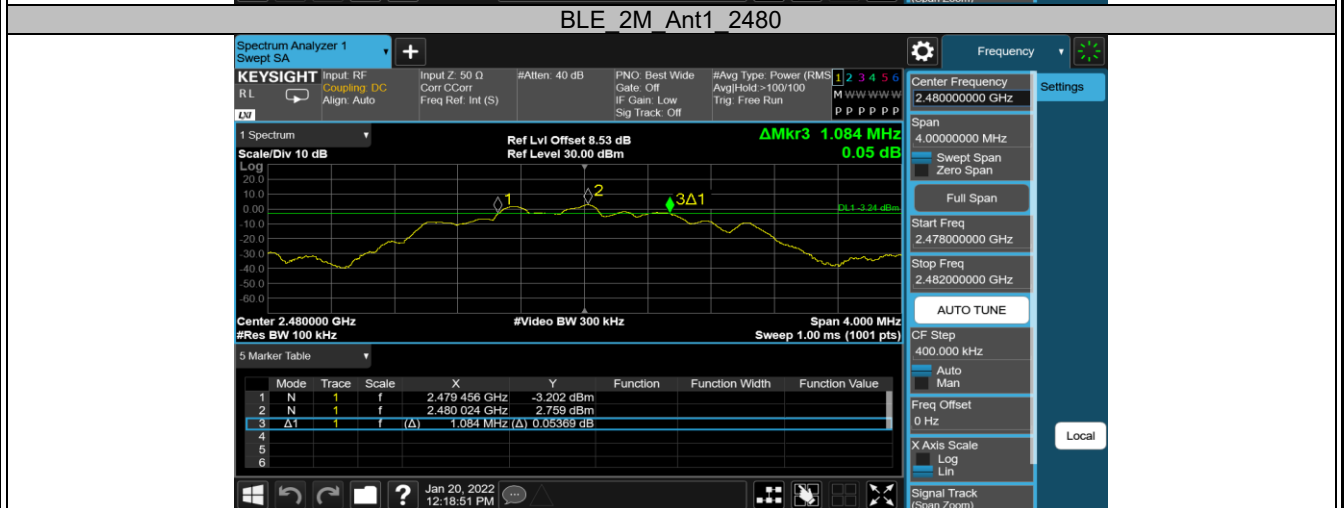 (Span Zoom)
BLE_2M_Ant1_2480
Spectrum Analyzer 1
Swept SA
+
Frequency
KEYSIGHT
RL
LXI
Input: RF
Coupling: DC
Align: Auto
Input Z: 50 Ω
Corr CCorr
Freq Ref: Int (S)
#Atten: 40 dB
PNO: Best Wide
Gate: Off
IF Gain: Low
Sig Track: Off
#Avg Type: Power (RMS
Avg|Hold:>100/100
Trig: Free Run
1 2 3 4 5 6
M W W W W W
P P P P P P
Center Frequency
2.480000000 GHz
Settings
Span
4.00000000 MHz
Swept Span
Zero Span
Full Span
Start Freq
2.478000000 GHz
Stop Freq
2.482000000 GHz
AUTO TUNE
CF Step
400.000 kHz
Auto
Man
Freq Offset
0 Hz
X Axis Scale
Log
Lin
Signal Track
(Span Zoom)
Local
1 Spectrum
Scale/Div 10 dB
Ref Lvl Offset 8.53 dB
Ref Level 30.00 dBm
ΔMkr3 1.084 MHz
0.05 dB
Log
20.0
10.0
0.00
-10.0
-20.0
-30.0
-40.0
-50.0
-60.0
1
2
3Δ1
DL1 -3.24 dBm
Center 2.480000 GHz
#Res BW 100 kHz
#Video BW 300 kHz
Span 4.000 MHz
Sweep 1.00 ms (1001 pts)
5 Marker Table
Mode Trace Scale X Y Function Function Width Function Value
1 N 1 f 2.479 456 GHz -3.202 dBm
2 N 1 f 2.480 024 GHz 2.759 dBm
3 Δ1 1 f (Δ) 1.084 MHz (Δ) 0.05369 dB
4
5
6
?
Jan 20, 2022
12:18:51 PM